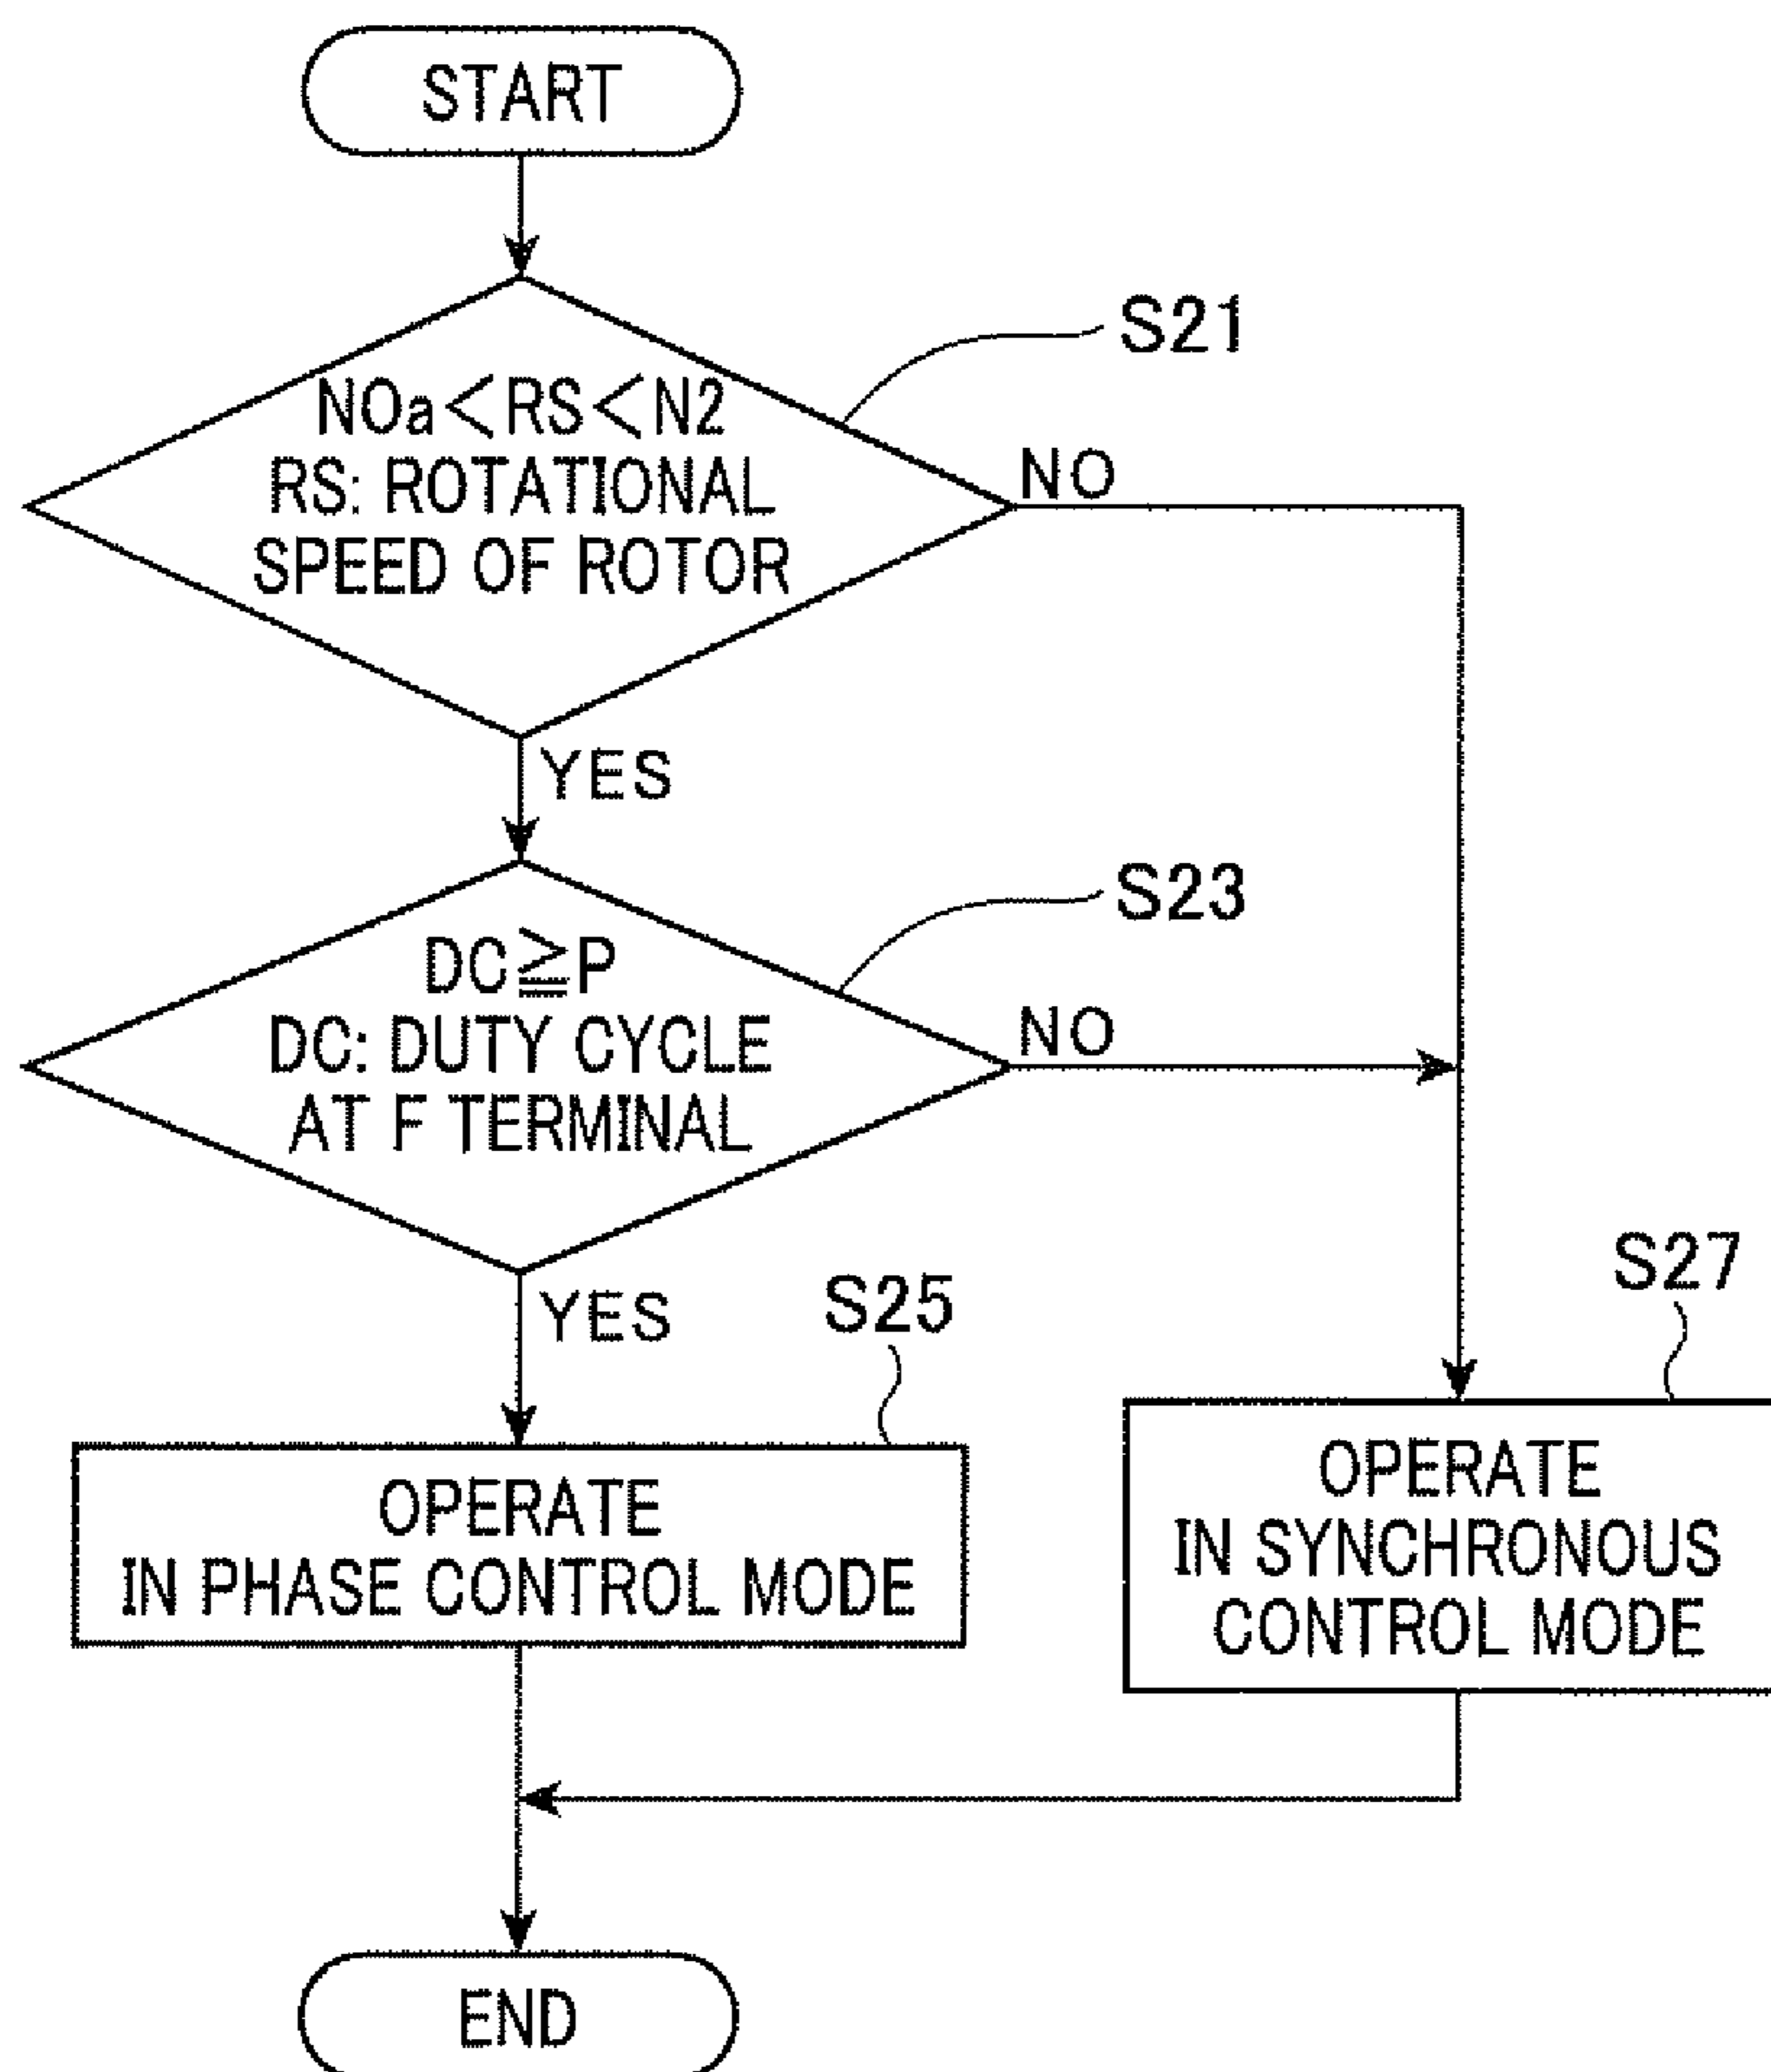 START
S21
NOa<RS<N2
RS: ROTATIONAL
SPEED OF ROTOR
NO
YES
S23
DC≧P
DC: DUTY CYCLE
AT F TERMINAL
NO
YES
S25
S27
OPERATE
IN PHASE CONTROL MODE
OPERATE
IN SYNCHRONOUS
CONTROL MODE
END